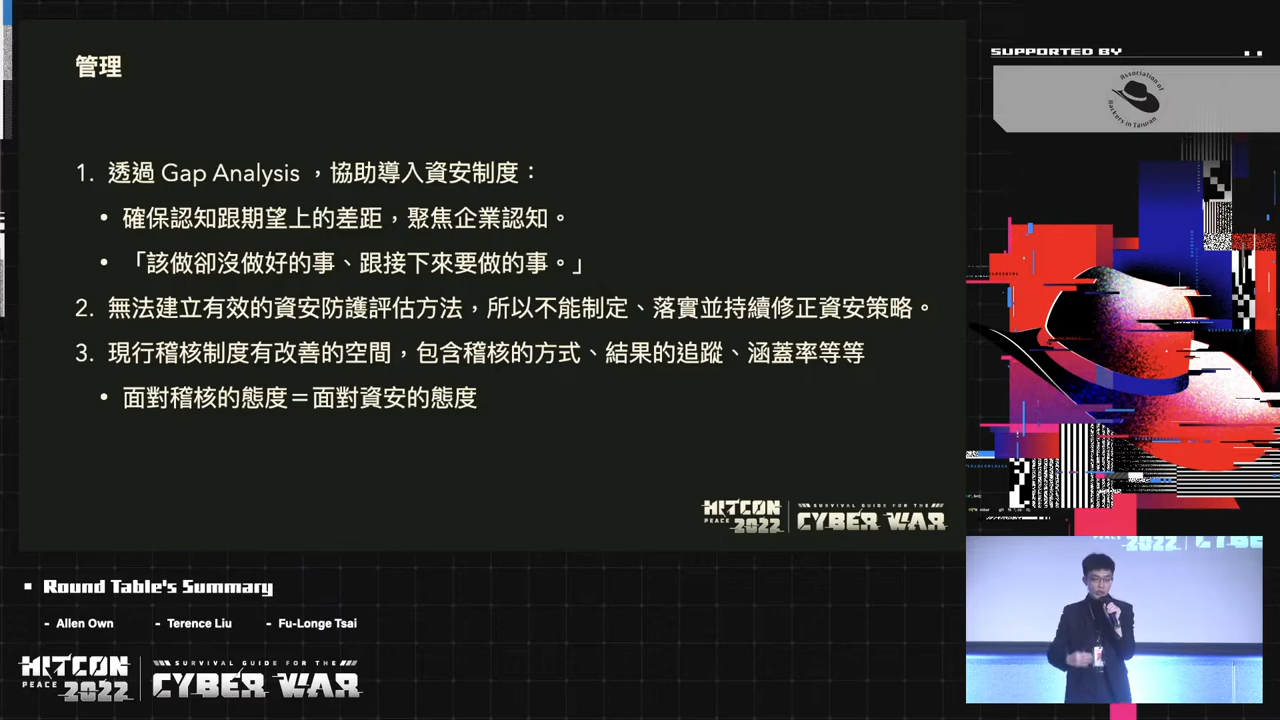 管理
1. 透過 Gap Analysis ，協助導入資安制度：
• 確保認知跟期望上的差距，聚焦企業認知。
• 「該做卻沒做好的事、跟接下來要做的事。」
2. 無法建立有效的資安防護評估方法，所以不能制定、落實並持續修正資安策略。
3. 現行稽核制度有改善的空間，包含稽核的方式、結果的追蹤、涵蓋率等等
• 面對稽核的態度＝面對資安的態度
HITCON PEACE 2022
SURVIVAL GUIDE FOR THE
CYBER WAR
SUPPORTED BY
Association of
Hackers in Taiwan
Round Table's Summary
- Allen Own - Terence Liu - Fu-Longe Tsai
HITCON PEACE 2022
SURVIVAL GUIDE FOR THE
CYBER WAR